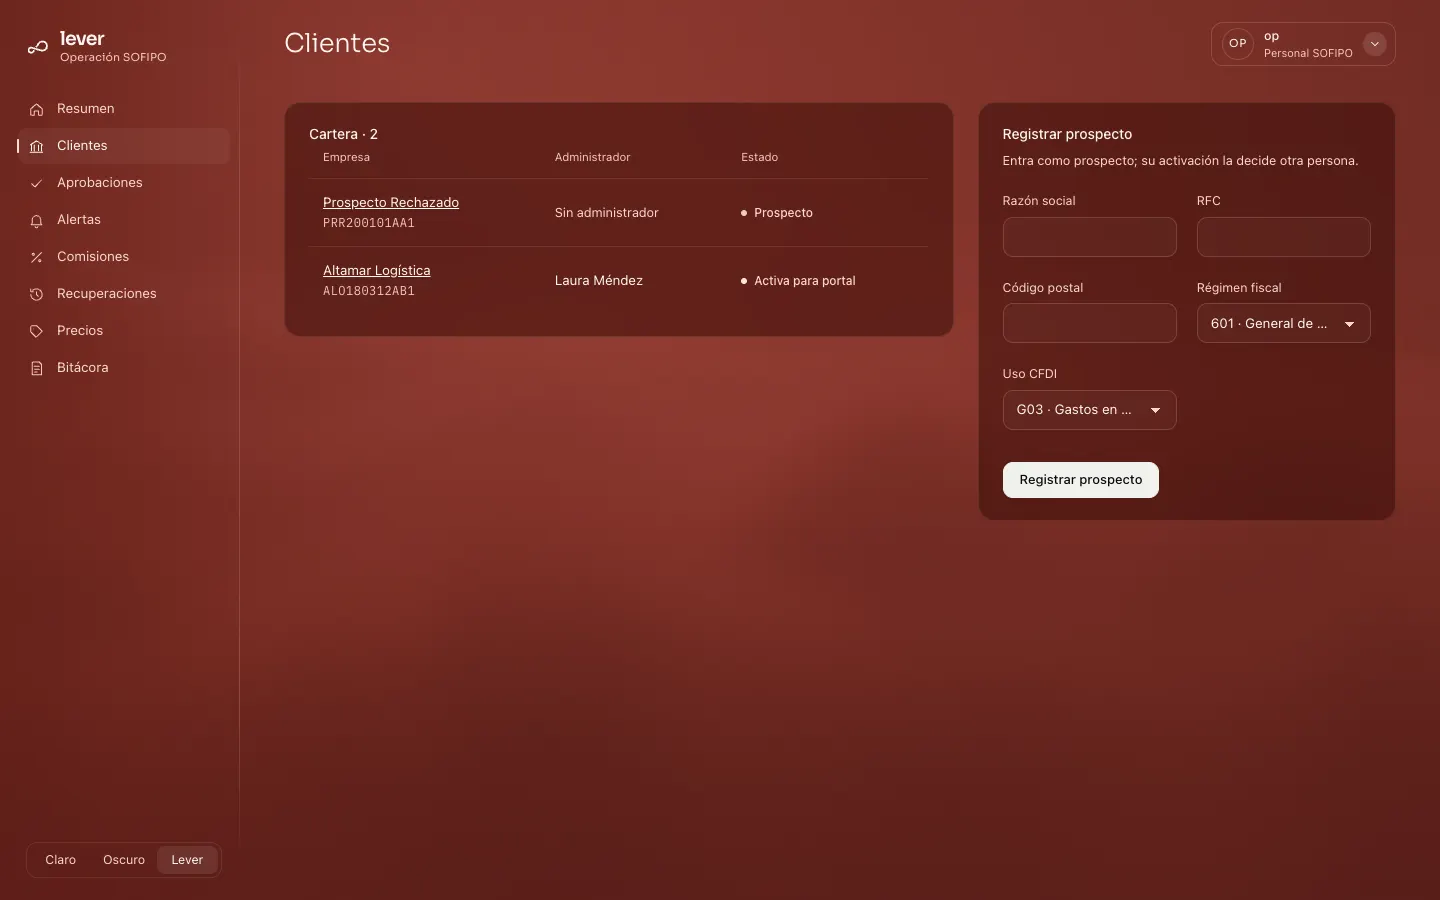 lever
Operación SOFIPO
Resumen
Clientes
Aprobaciones
Alertas
Comisiones
Recuperaciones
Precios
Bitácora
Claro
Oscuro
Lever
Clientes
OP
op
Personal SOFIPO
Cartera · 2
Empresa
Administrador
Estado
Prospecto Rechazado
PRR200101AA1
Sin administrador
Prospecto
Altamar Logística
ALO180312AB1
Laura Méndez
Activa para portal
Registrar prospecto
Entra como prospecto; su activación la decide otra persona.
Razón social
RFC
Código postal
Régimen fiscal
601 · General de ...
Uso CFDI
G03 · Gastos en ...
Registrar prospecto